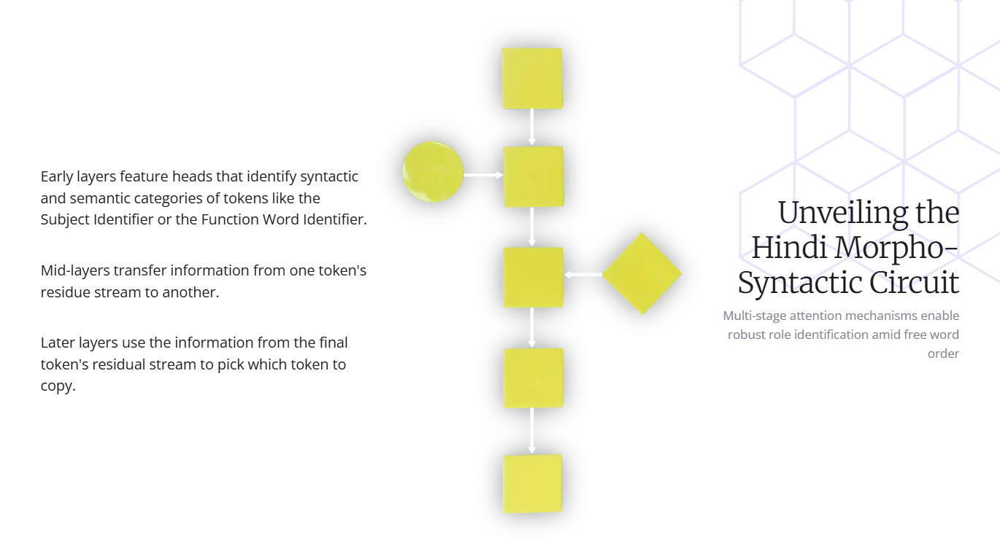 Early layers feature heads that identify syntactic
and semantic categories of tokens like the
Subject Identifier or the Function Word Identifier.
Mid-layers transfer information from one token's
residue stream to another.
Later layers use the information from the final
token's residual stream to pick which token to
copy.
Unveiling the
Hindi Morpho-
Syntactic Circuit
Multi-stage attention mechanisms enable
robust role identification amid free word
order